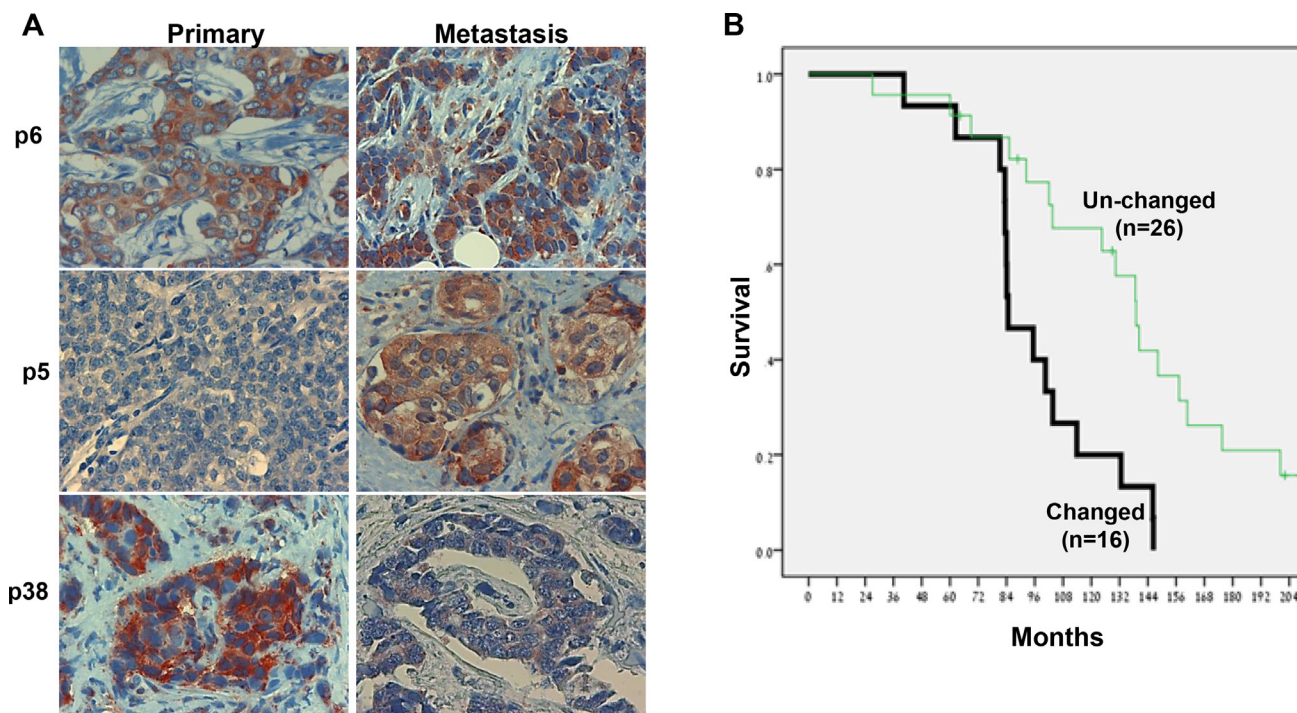 A
Primary
Metastasis
p6
p5
p38
B
1.0
0.8
.6
0.4
0.2
0.0
Survival
Un-changed
(n=26)
Changed
(n=16)
0 12 24 36 48 60 72 84 96 108 120 132 144 156 168 180 192 204
Months